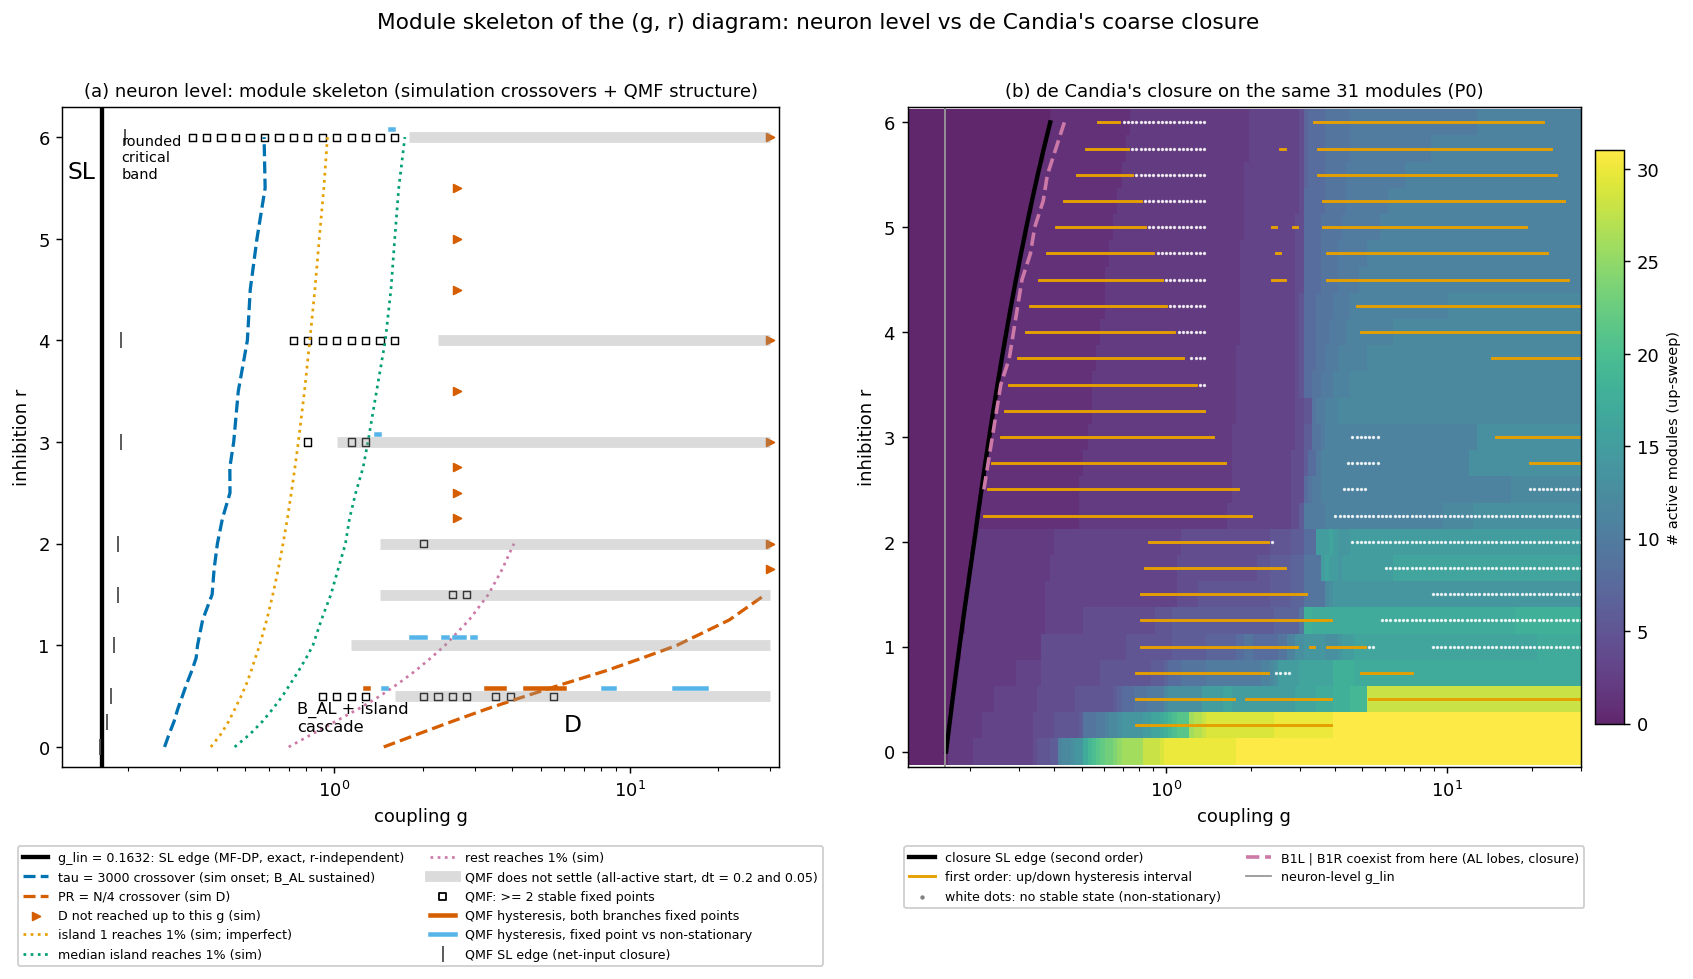 Module skeleton of the (g, r) diagram: neuron level vs de Candia's coarse closure
(a) neuron level: module skeleton (simulation crossovers + QMF structure)
6
5
4
3
2
1
0
inhibition r
SL
rounded
critical
band
B_AL + island
cascade
D
10^0
10^1
coupling g
(b) de Candia's closure on the same 31 modules (P0)
6
5
4
3
2
1
0
inhibition r
10^0
10^1
coupling g
30
25
20
15
10
5
0
# active modules (up-sweep)
g_lin = 0.1632: SL edge (MF-DP, exact, r-independent)
tau = 3000 crossover (sim onset; B_AL sustained)
PR = N/4 crossover (sim D)
D not reached up to this g (sim)
island 1 reaches 1% (sim; imperfect)
median island reaches 1% (sim)
rest reaches 1% (sim)
QMF does not settle (all-active start, dt = 0.2 and 0.05)
QMF: >= 2 stable fixed points
QMF hysteresis, both branches fixed points
QMF hysteresis, fixed point vs non-stationary
QMF SL edge (net-input closure)
closure SL edge (second order)
first order: up/down hysteresis interval
white dots: no stable state (non-stationary)
B1L | B1R coexist from here (AL lobes, closure)
neuron-level g_lin